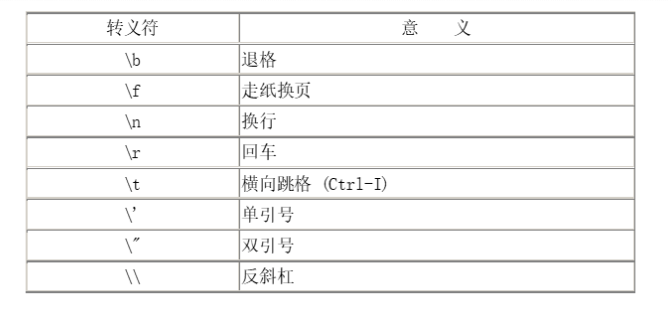 转义符 意 义
\b 退格
\f 走纸换页
\n 换行
\r 回车
\t 横向跳格 (Ctrl-I)
\' 单引号
\" 双引号
\\ 反斜杠